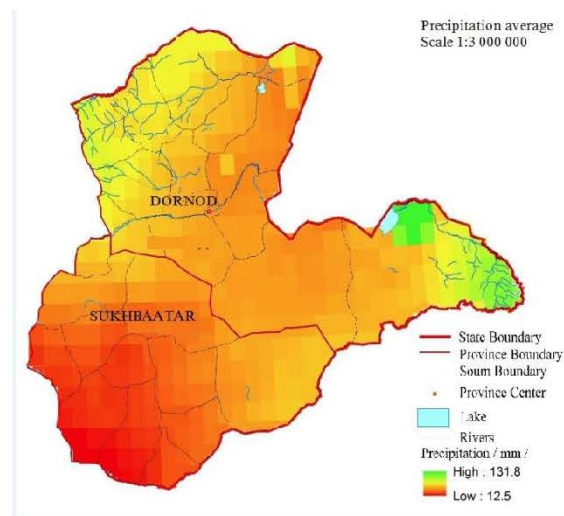 Precipitation average
Scale 1:3 000 000
DORNOD
SUKHBAATAR
State Boundary
Province Boundary
Soum Boundary
Province Center
Lake
Rivers
Precipitation / mm /
High : 131.8
Low : 12.5